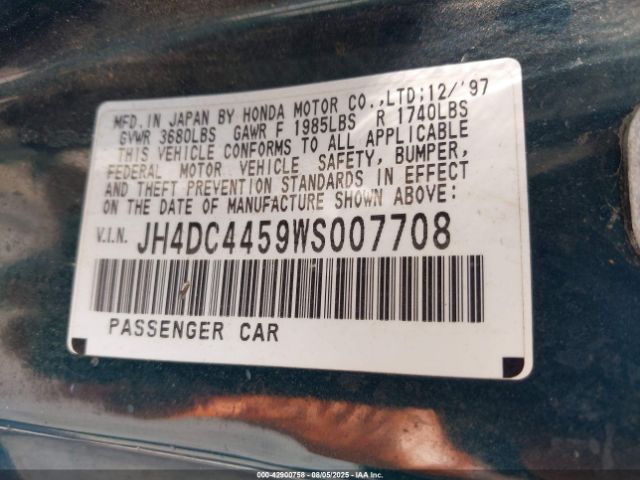 MFD. IN JAPAN BY HONDA MOTOR CO., LTD; 12/'97
GVWR 3680LBS GAWR F 1985LBS R 1740LBS
THIS VEHICLE CONFORMS TO ALL APPLICABLE
FEDERAL MOTOR VEHICLE SAFETY, BUMPER,
AND THEFT PREVENTION STANDARDS IN EFFECT
ON THE DATE OF MANUFACTURE SHOWN ABOVE:
V.I.N. JH4DC4459WS007708
PASSENGER CAR
000-42900758 - 08/05/2025 - IAAI.COM